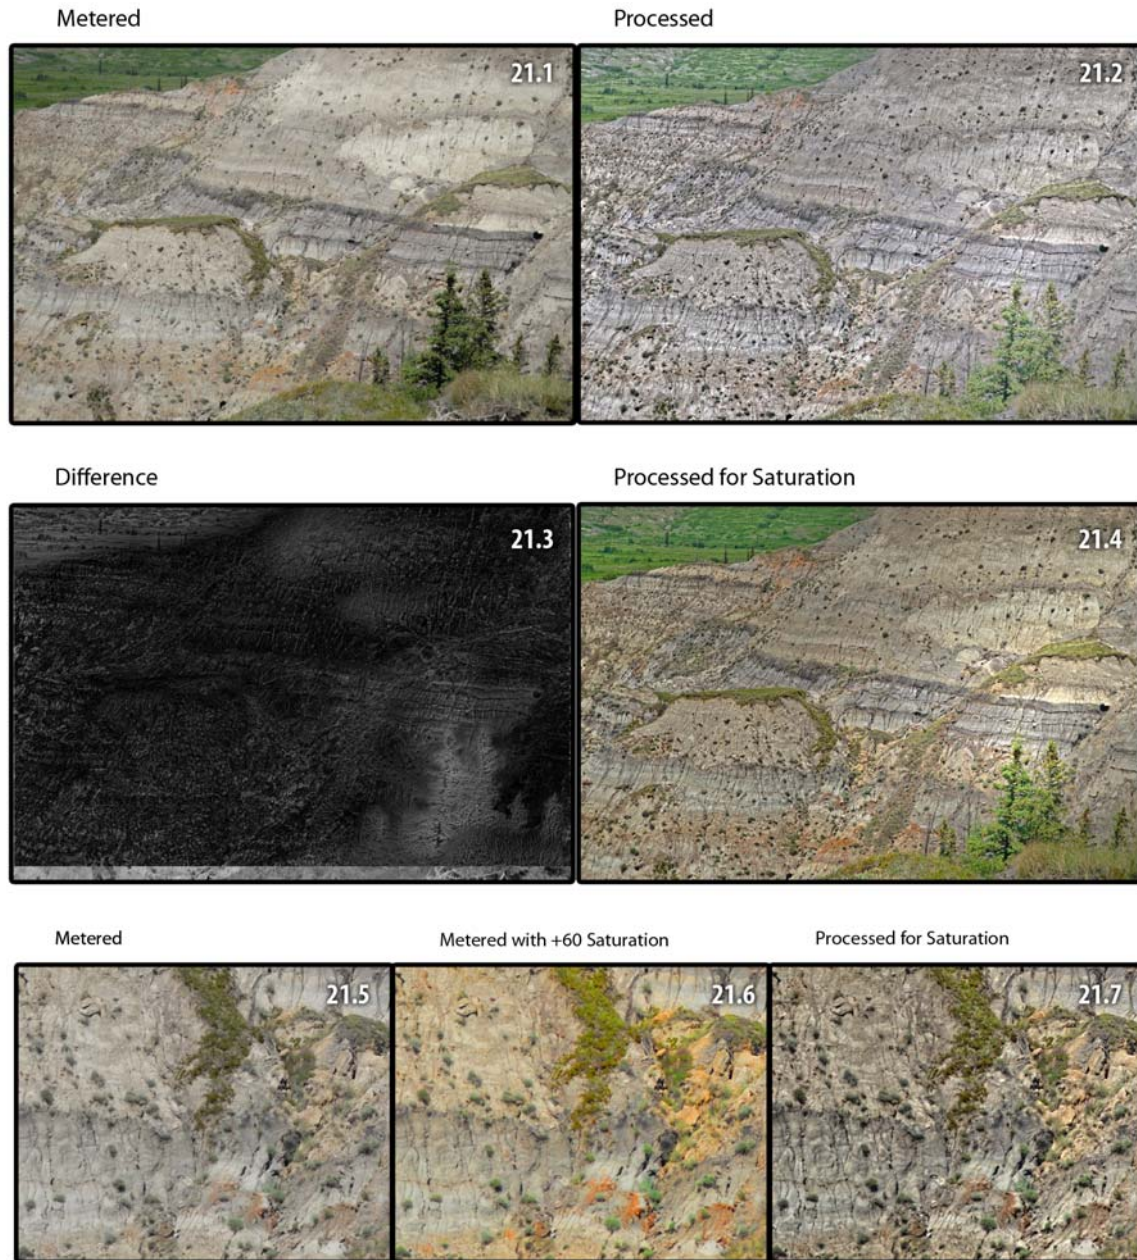 Metered
Processed
21.1
21.2
Difference
Processed for Saturation
21.3
21.4
Metered
Metered with +60 Saturation
Processed for Saturation
21.5
21.6
21.7